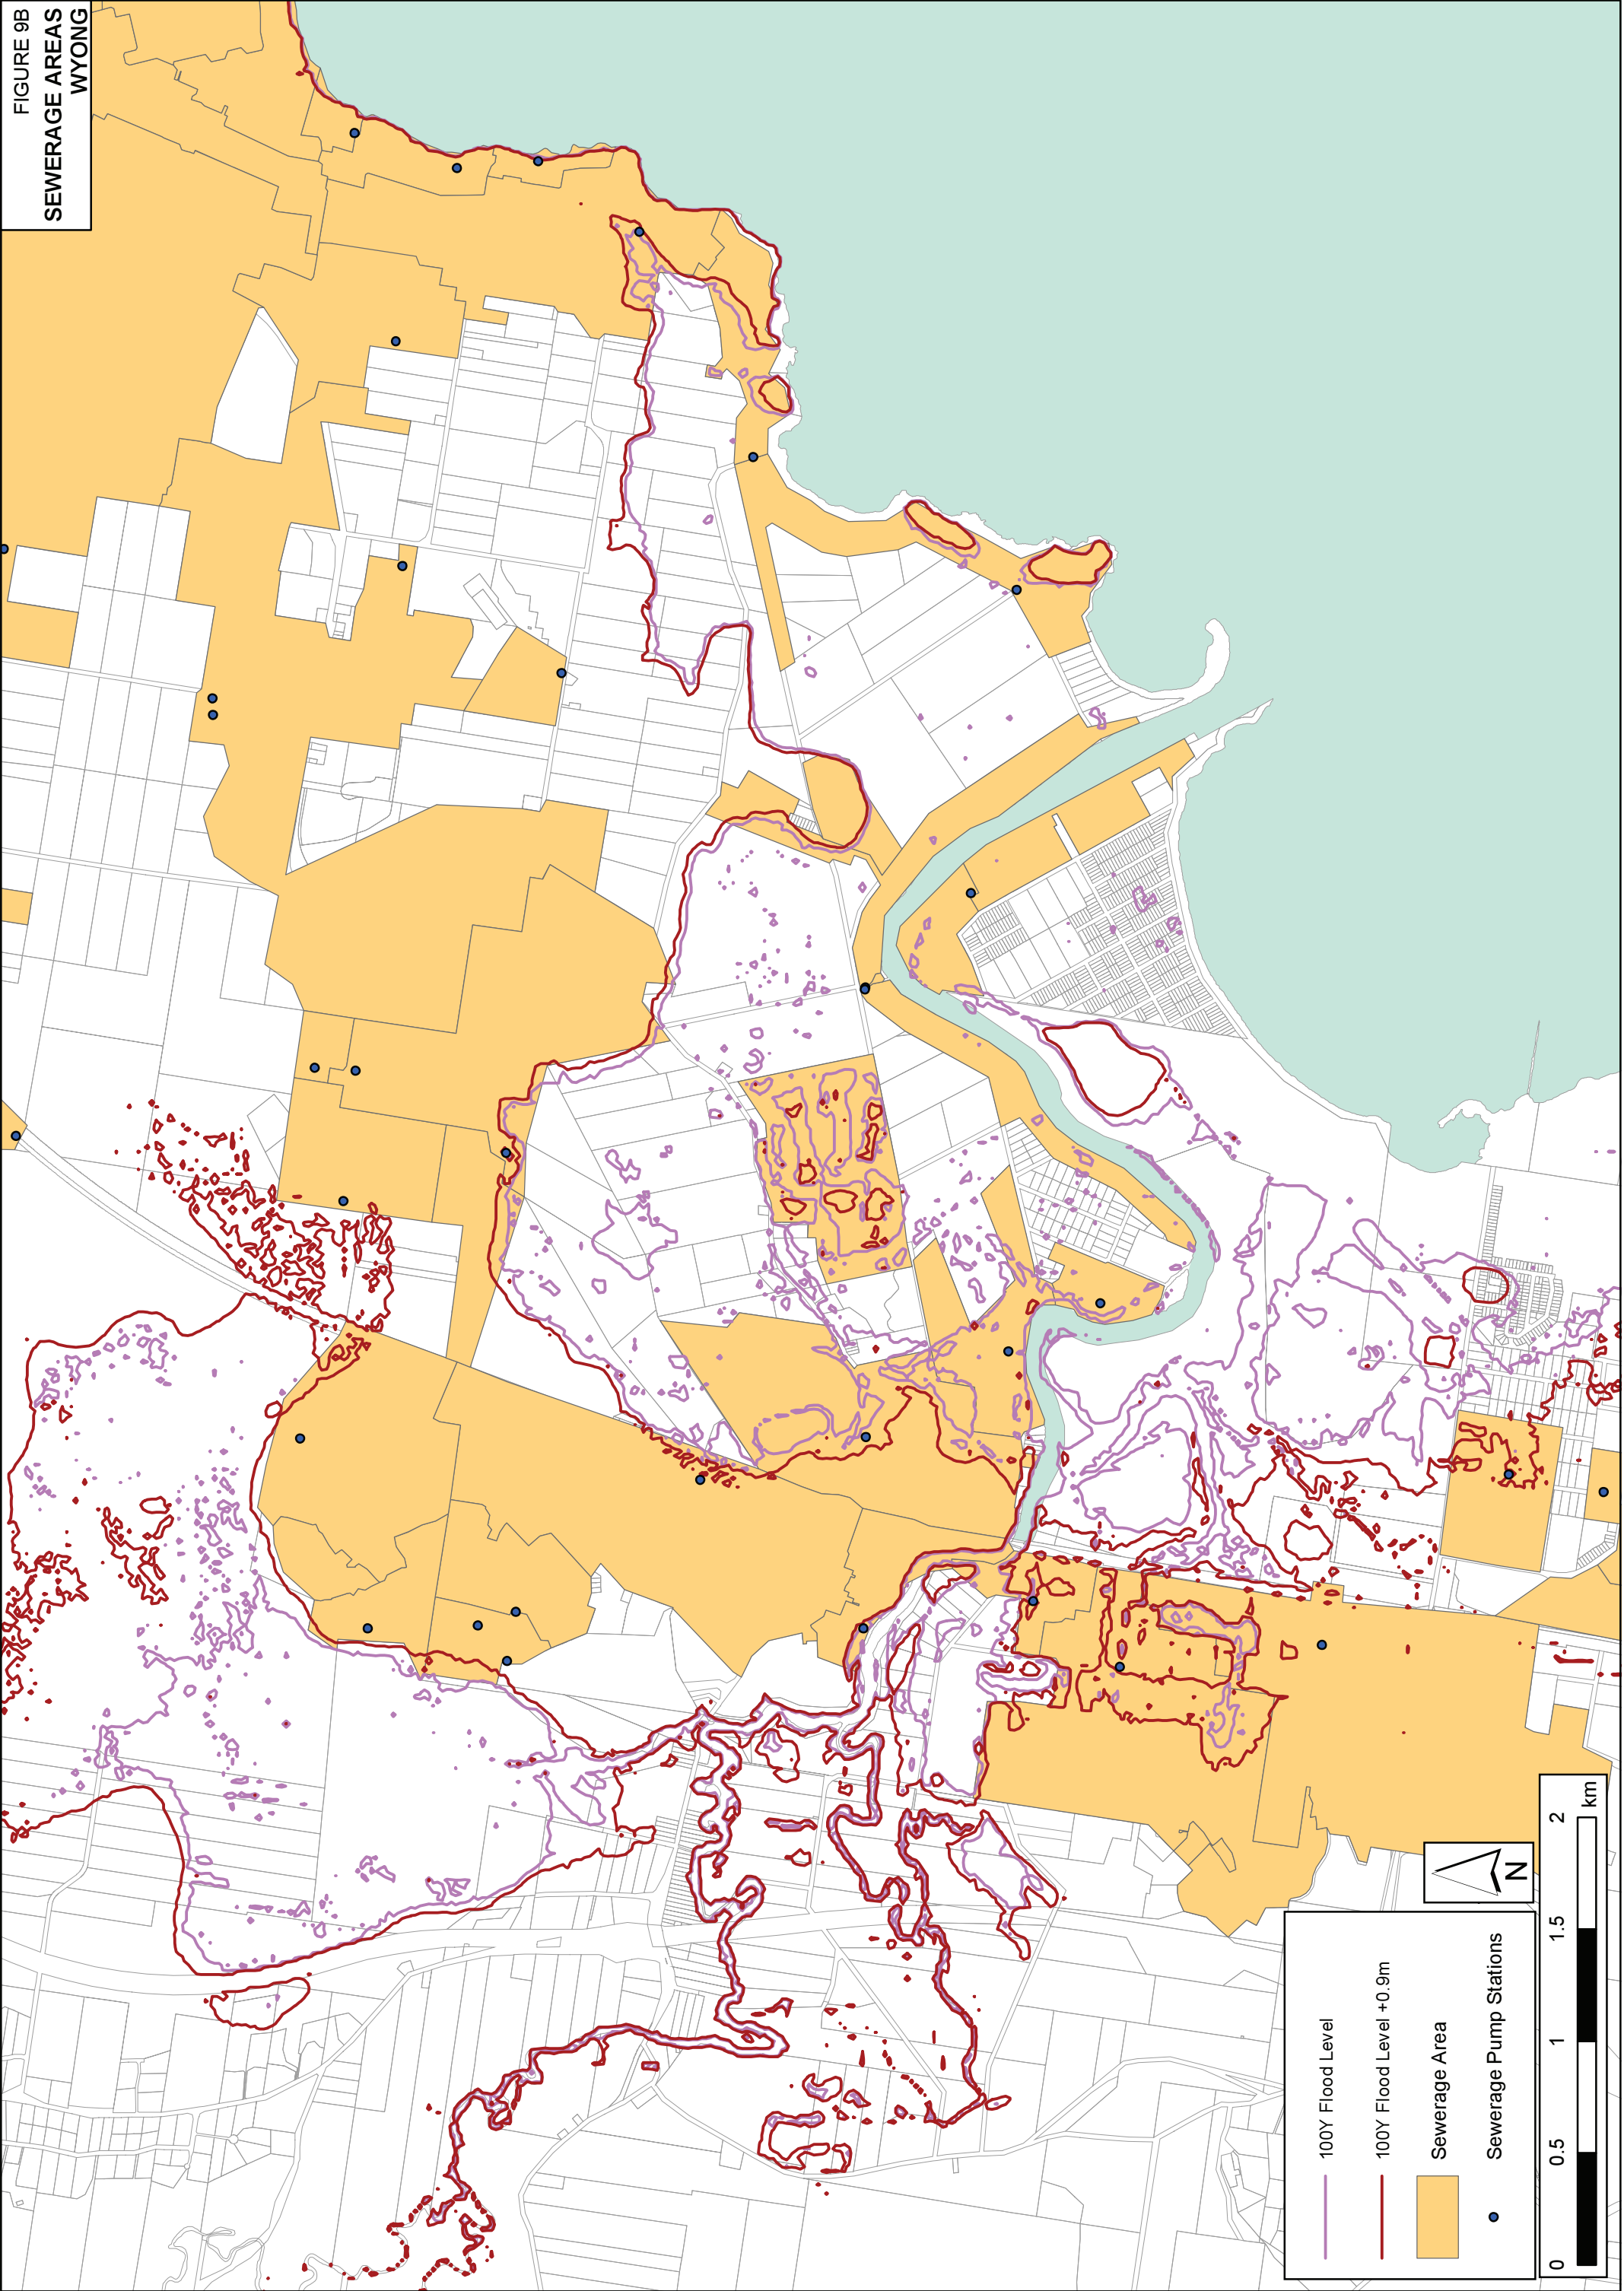 FIGURE 9B
SEWERAGE AREAS
WYONG
100Y Flood Level
100Y Flood Level +0.9m
Sewerage Area
Sewerage Pump Stations
N
0 0.5 1 1.5 2
km